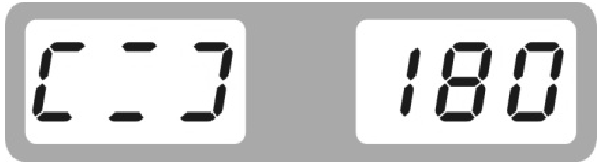 [ = ] 180